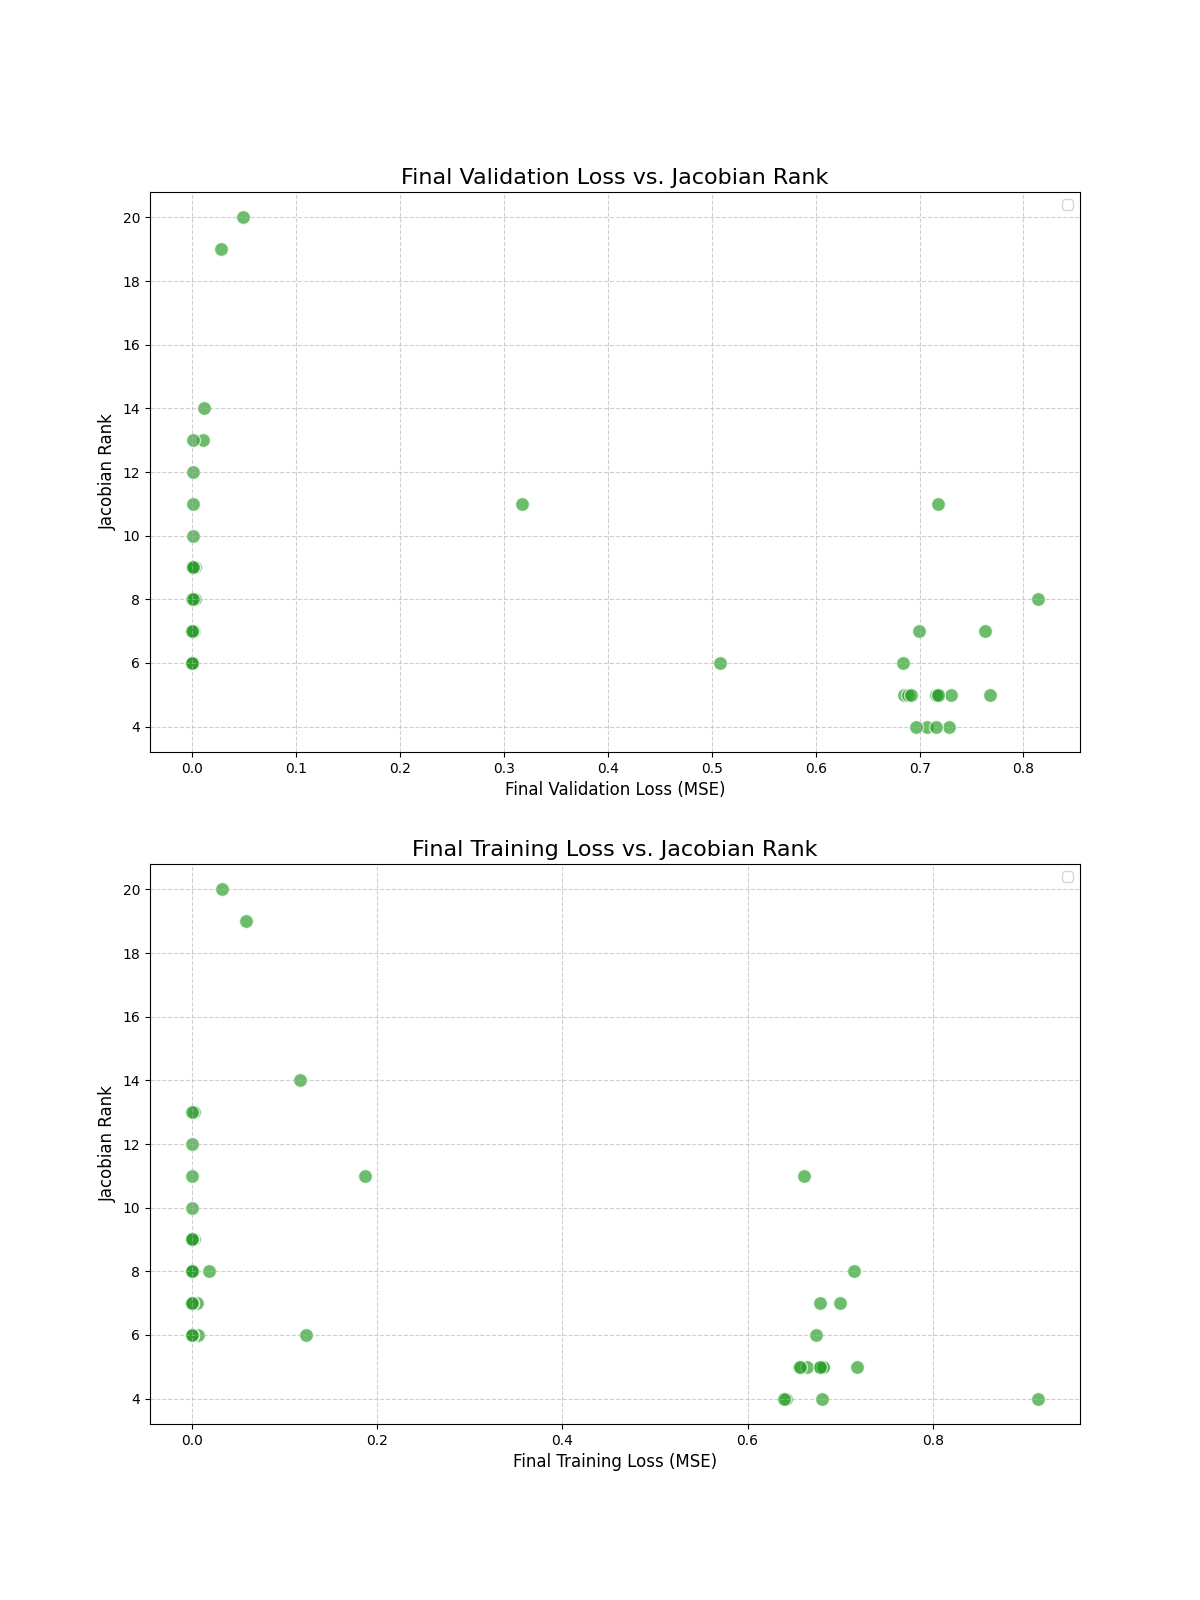 Final Validation Loss vs. Jacobian Rank
20
18
16
14
12
10
8
6
4
Jacobian Rank
0.0 0.1 0.2 0.3 0.4 0.5 0.6 0.7 0.8
Final Validation Loss (MSE)
Final Training Loss vs. Jacobian Rank
20
18
16
14
12
10
8
6
4
Jacobian Rank
0.0 0.2 0.4 0.6 0.8
Final Training Loss (MSE)